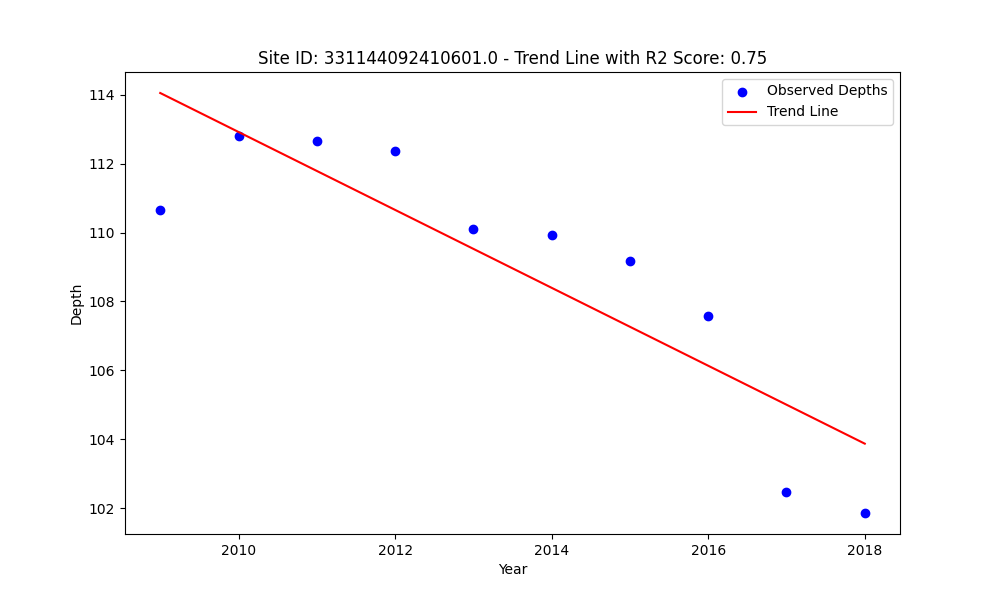 Site ID: 331144092410601.0 - Trend Line with R2 Score: 0.75
Observed Depths
Trend Line
114
112
110
108
106
104
102
Depth
2010
2012
2014
2016
2018
Year